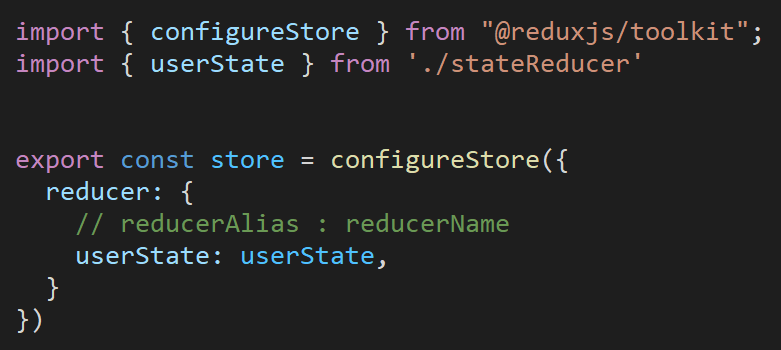 import { configureStore } from "@reduxjs/toolkit";
import { userState } from './stateReducer'
export const store = configureStore({
  reducer: {
    // reducerAlias : reducerName
    userState: userState,
  }
})